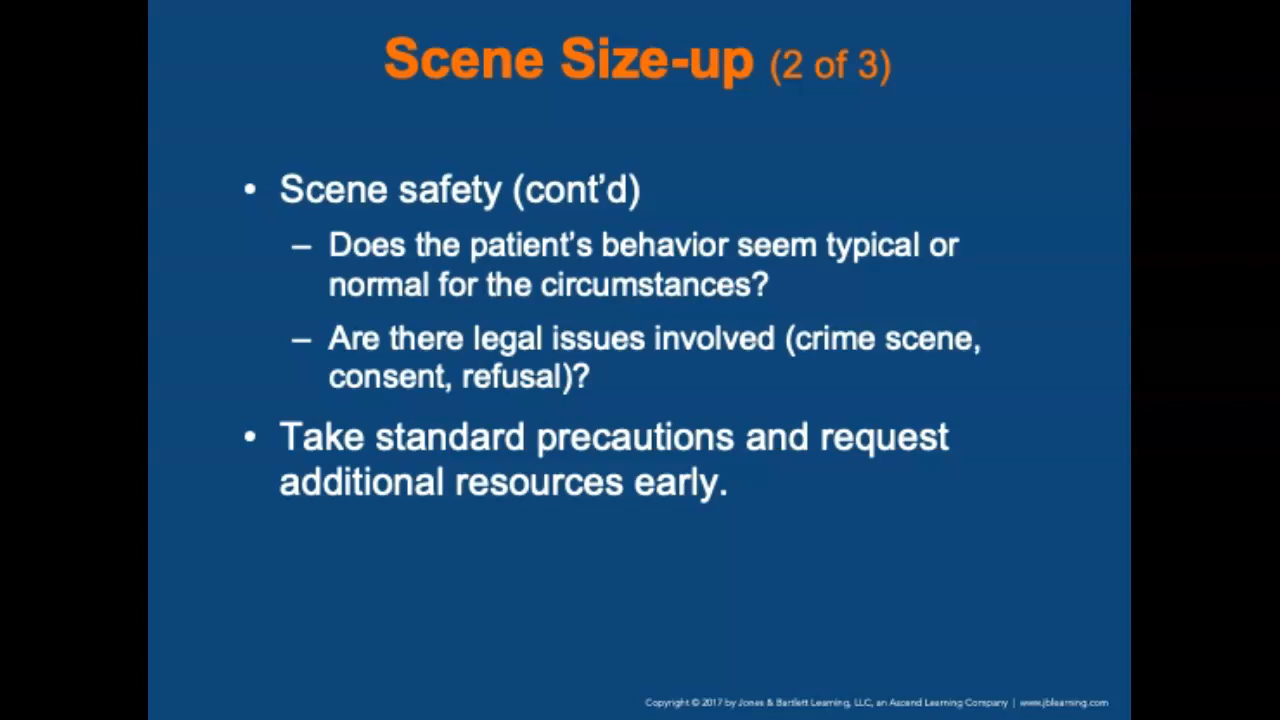 Scene Size-up (2 of 3)
• Scene safety (cont’d)
– Does the patient’s behavior seem typical or
normal for the circumstances?
– Are there legal issues involved (crime scene,
consent, refusal)?
• Take standard precautions and request
additional resources early.
Copyright © 2017 by Jones & Bartlett Learning, LLC, an Ascend Learning Company | www.jblearning.com